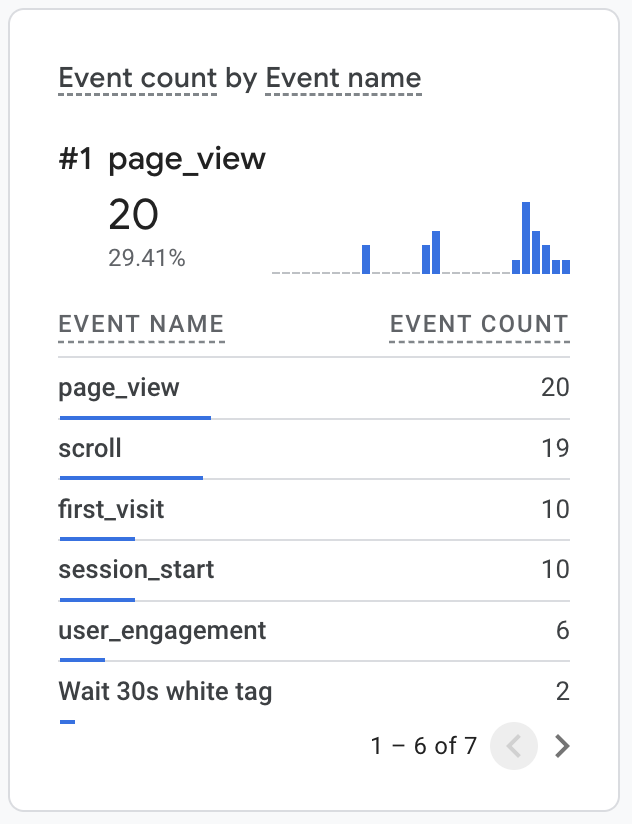 Event count by Event name
#1 page_view
20
29.41%
EVENT NAME EVENT COUNT
page_view 20
scroll 19
first_visit 10
session_start 10
user_engagement 6
Wait 30s white tag 2
1 – 6 of 7